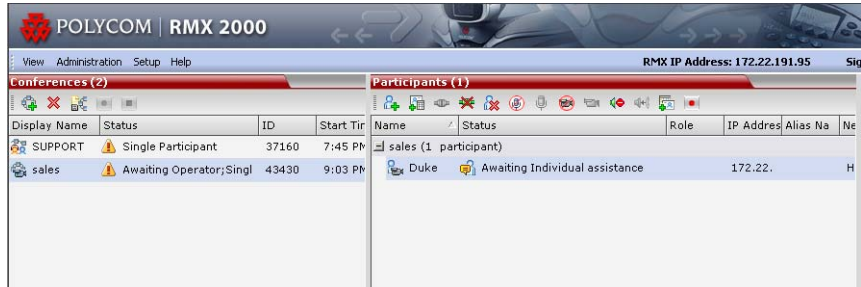 POLYCOM | RMX 2000
View Administration Setup Help RMX IP Address: 172.22.191.95 Sig
Conferences (2)
Display Name Status ID Start Tir
SUPPORT Single Participant 37160 7:45 PM
sales Awaiting Operator;Singl 43430 9:03 PM
Participants (1)
Name Status Role IP Addres Alias Na Ne
sales (1 participant)
Duke Awaiting Individual assistance 172.22. H